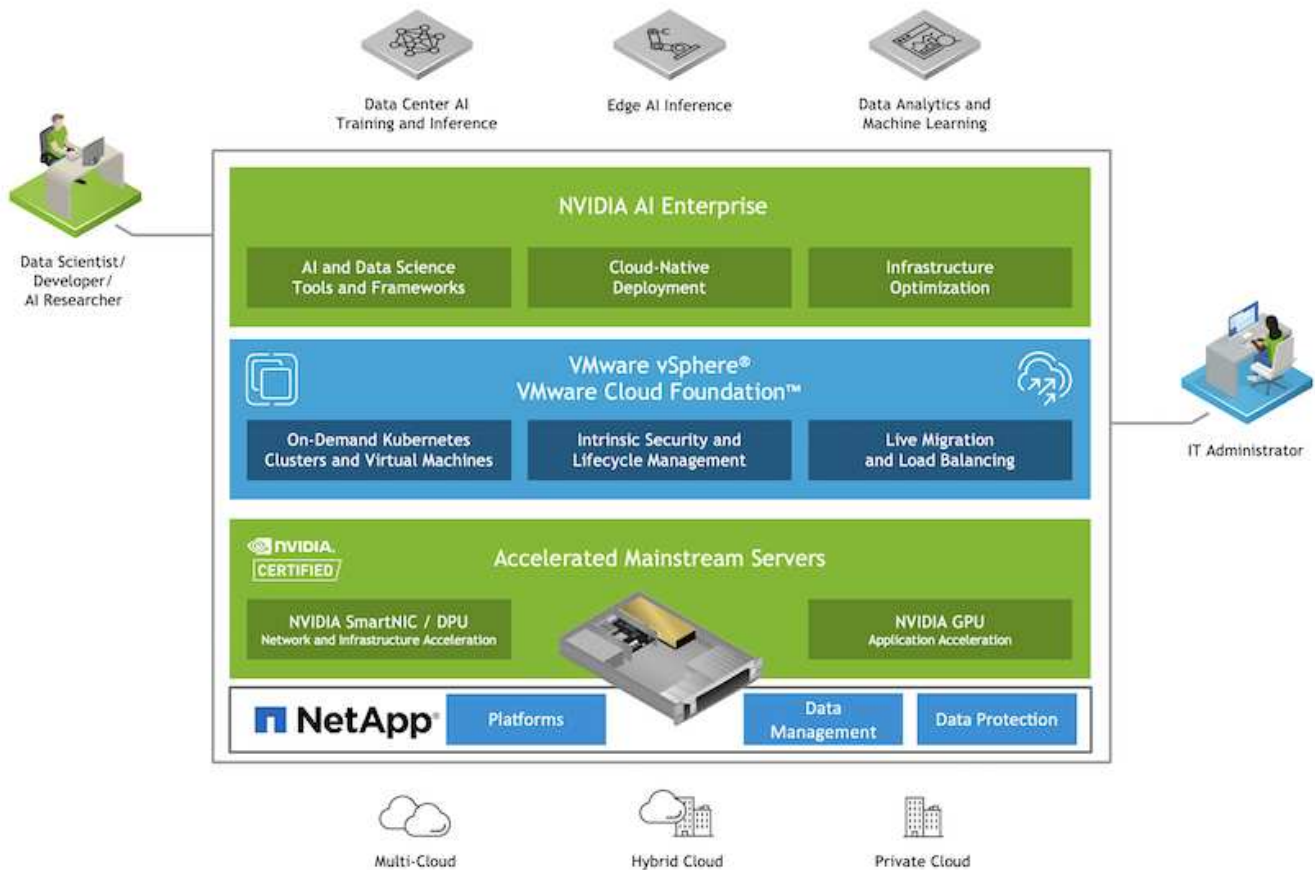 Data Center AI
Training and Inference
Edge AI Inference
Data Analytics and
Machine Learning
Data Scientist/
Developer/
AI Researcher
NVIDIA AI Enterprise
AI and Data Science
Tools and Frameworks
Cloud-Native
Deployment
Infrastructure
Optimization
VMware vSphere®
VMware Cloud Foundation™
On-Demand Kubernetes
Clusters and Virtual Machines
Intrinsic Security and
Lifecycle Management
Live Migration
and Load Balancing
IT Administrator
NVIDIA.
CERTIFIED
Accelerated Mainstream Servers
NVIDIA SmartNIC / DPU
Network and Infrastructure Acceleration
NVIDIA GPU
Application Acceleration
NetApp®
Platforms
Data
Management
Data Protection
Multi-Cloud
Hybrid Cloud
Private Cloud